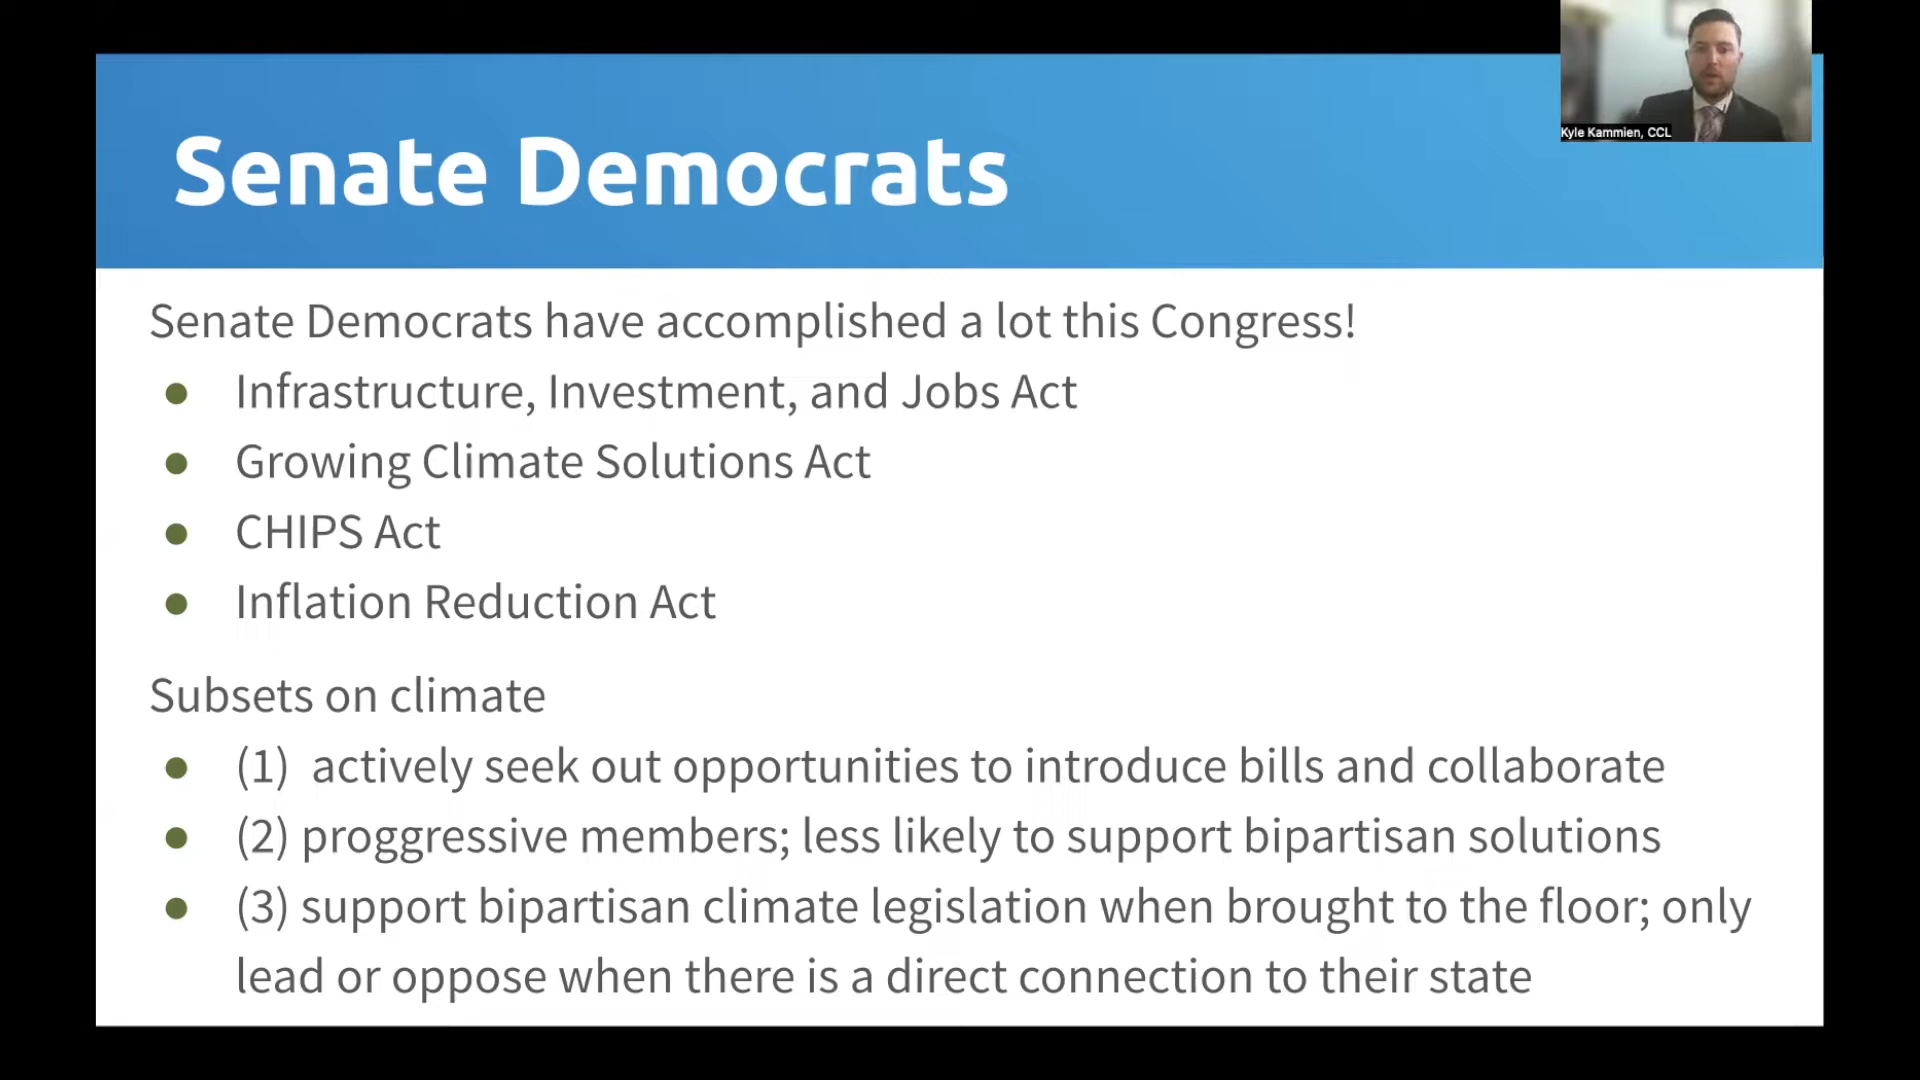 Kyle Kammien, CCL
Senate Democrats
Senate Democrats have accomplished a lot this Congress!
● Infrastructure, Investment, and Jobs Act
● Growing Climate Solutions Act
● CHIPS Act
● Inflation Reduction Act
Subsets on climate
● (1) actively seek out opportunities to introduce bills and collaborate
● (2) proggressive members; less likely to support bipartisan solutions
● (3) support bipartisan climate legislation when brought to the floor; only
lead or oppose when there is a direct connection to their state